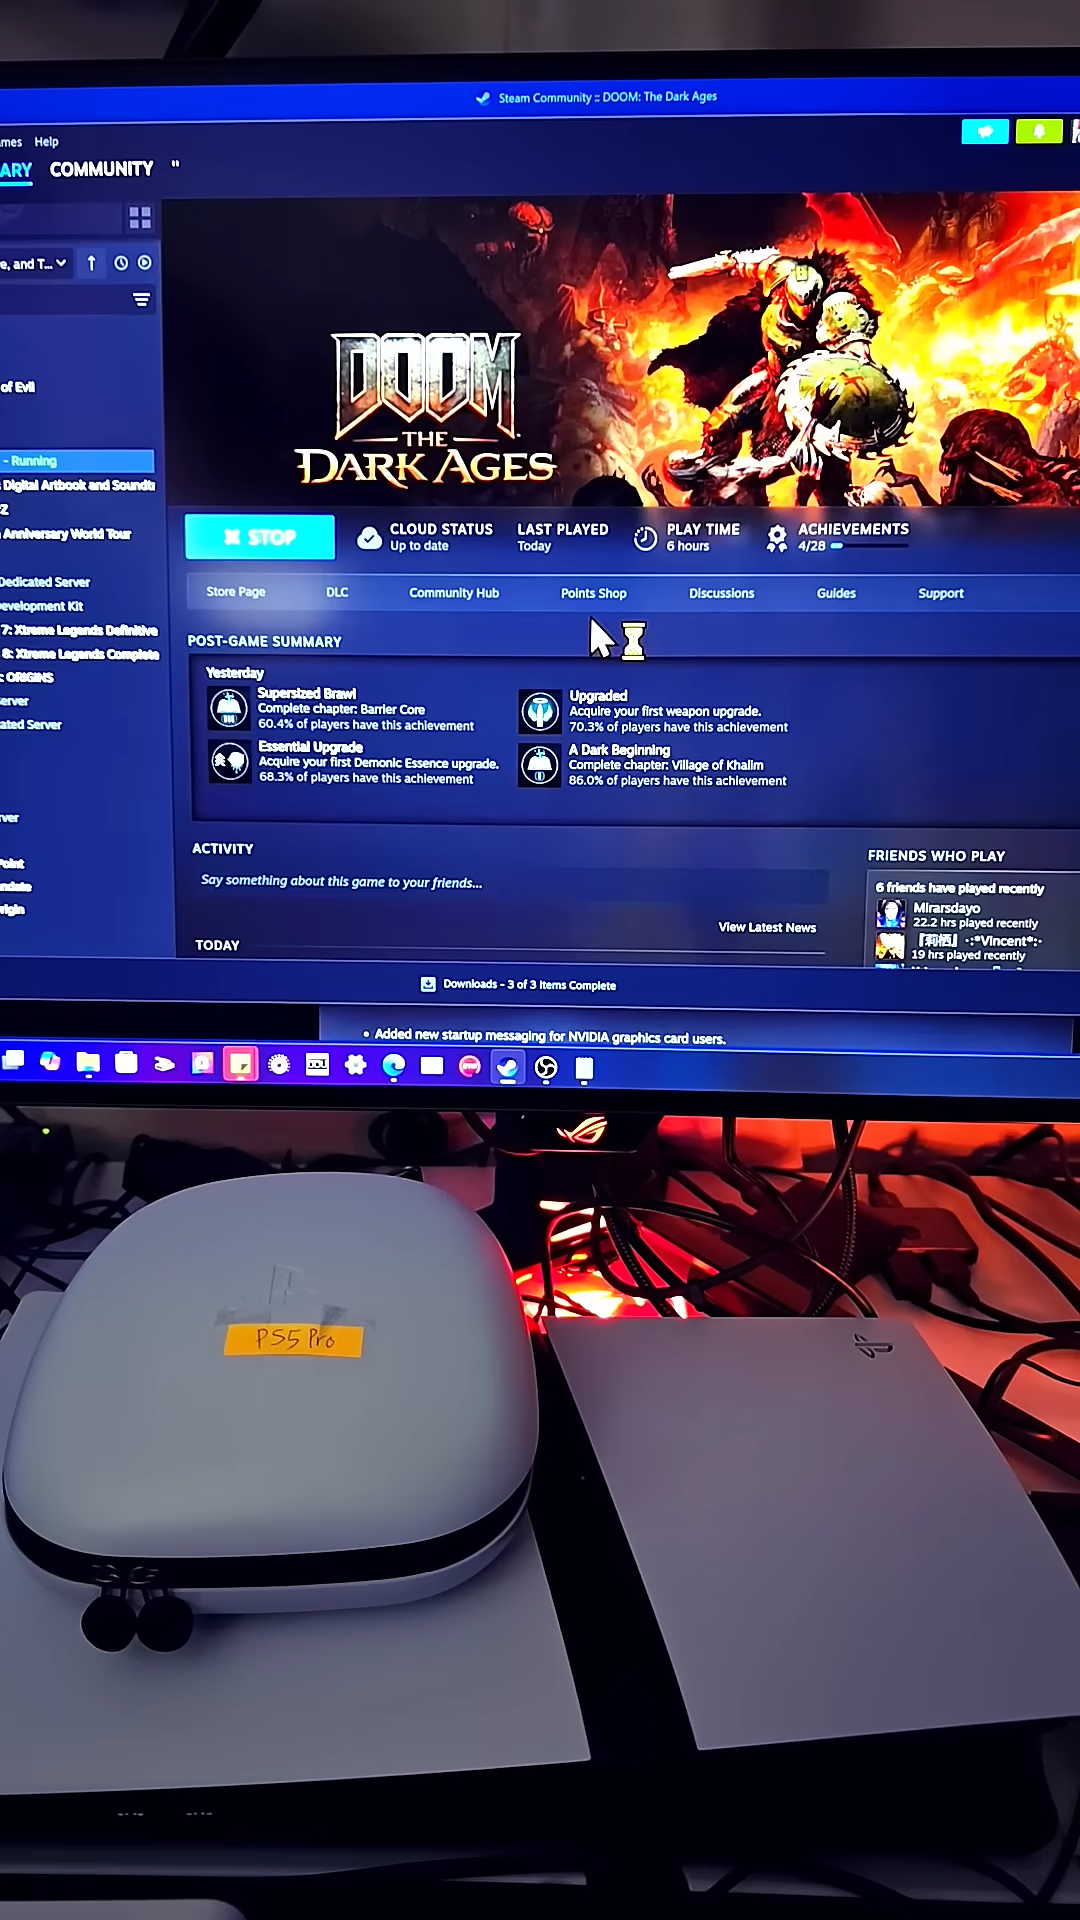 Steam Community :: DOOM: The Dark Ages
Help
COMMUNITY
of Evil
DOOM
THE
DARK AGES
- Running
Digital Artbook and Soundtr
Anniversary World Tour
Dedicated Server
evelopment Kit
7: Xtreme Legends Definitive
8: Xtreme Legends Complete
: ORIGINS
erver
ated Server
STOP
CLOUD STATUS
Up to date
LAST PLAYED
Today
PLAY TIME
6 hours
ACHIEVEMENTS
4/28
Store Page
DLC
Community Hub
Points Shop
Discussions
Guides
Support
POST-GAME SUMMARY
Yesterday
Supersized Brawl
Complete chapter: Barrier Core
60.4% of players have this achievement
Upgraded
Acquire your first weapon upgrade.
70.3% of players have this achievement
Essential Upgrade
Acquire your first Demonic Essence upgrade.
68.3% of players have this achievement
A Dark Beginning
Complete chapter: Village of Khalim
86.0% of players have this achievement
ACTIVITY
Say something about this game to your friends...
View Latest News
TODAY
FRIENDS WHO PLAY
6 friends have played recently
Mirarsdayo
22.2 hrs played recently
『莉栖』 ·:*Vincent*:·
19 hrs played recently
Downloads - 3 of 3 Items Complete
• Added new startup messaging for NVIDIA graphics card users.
PS5 Pro